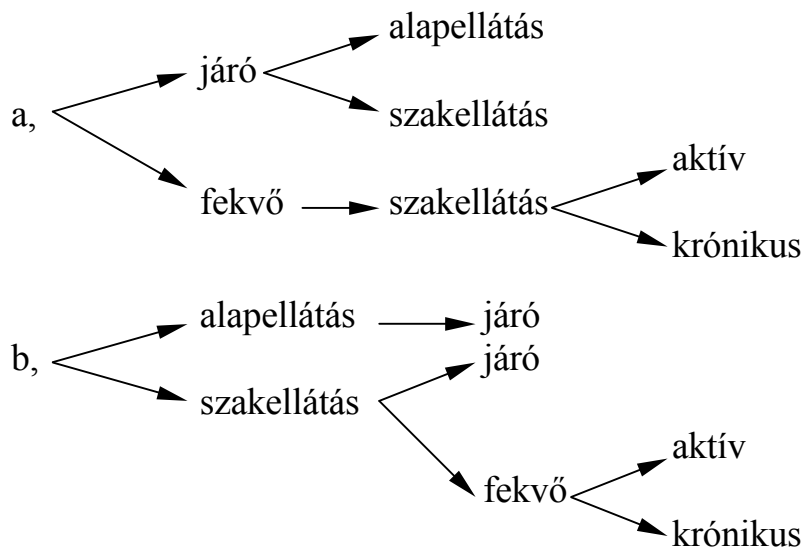 alapellátás
járó
a,
szakellátás
aktív
fekvő
szakellátás
krónikus
alapellátás
járó
b,
járó
szakellátás
aktív
fekvő
krónikus